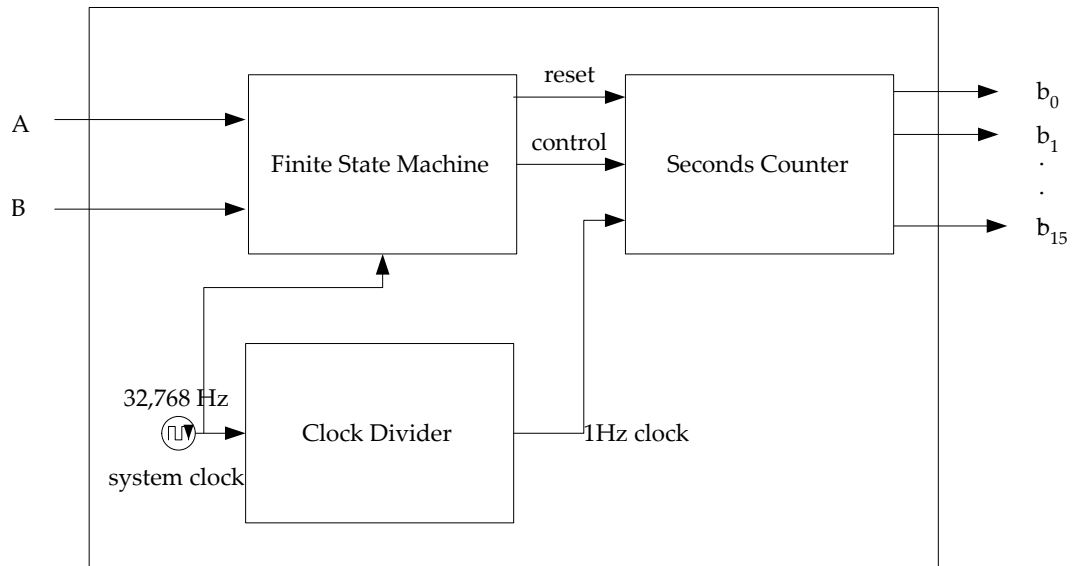 reset
b0
A
control
b1
Finite State Machine
Seconds Counter
.
.
B
b15
32,768 Hz
Clock Divider
1Hz clock
system clock